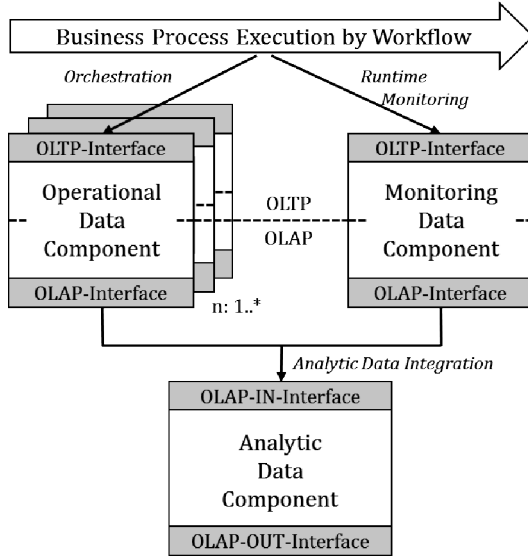 Business Process Execution by Workflow
Orchestration
Runtime
Monitoring
OLTP-Interface
OLTP-Interface
Operational
Data
Component
OLTP
OLAP
Monitoring
Data
Component
OLAP-Interface
OLAP-Interface
n: 1..*
Analytic Data Integration
OLAP-IN-Interface
Analytic
Data
Component
OLAP-OUT-Interface